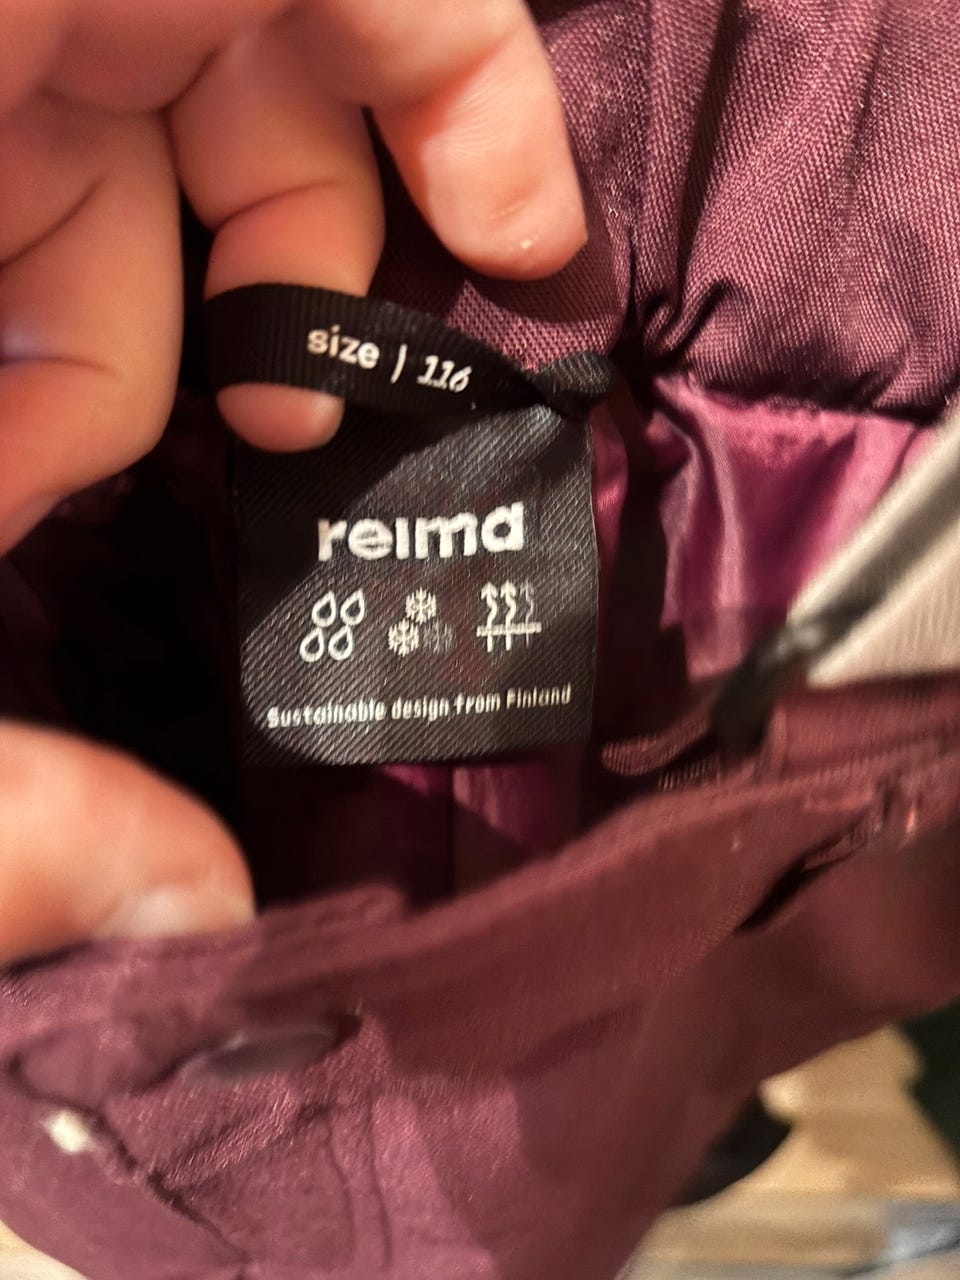 size | 116
reima
Sustainable design from Finland